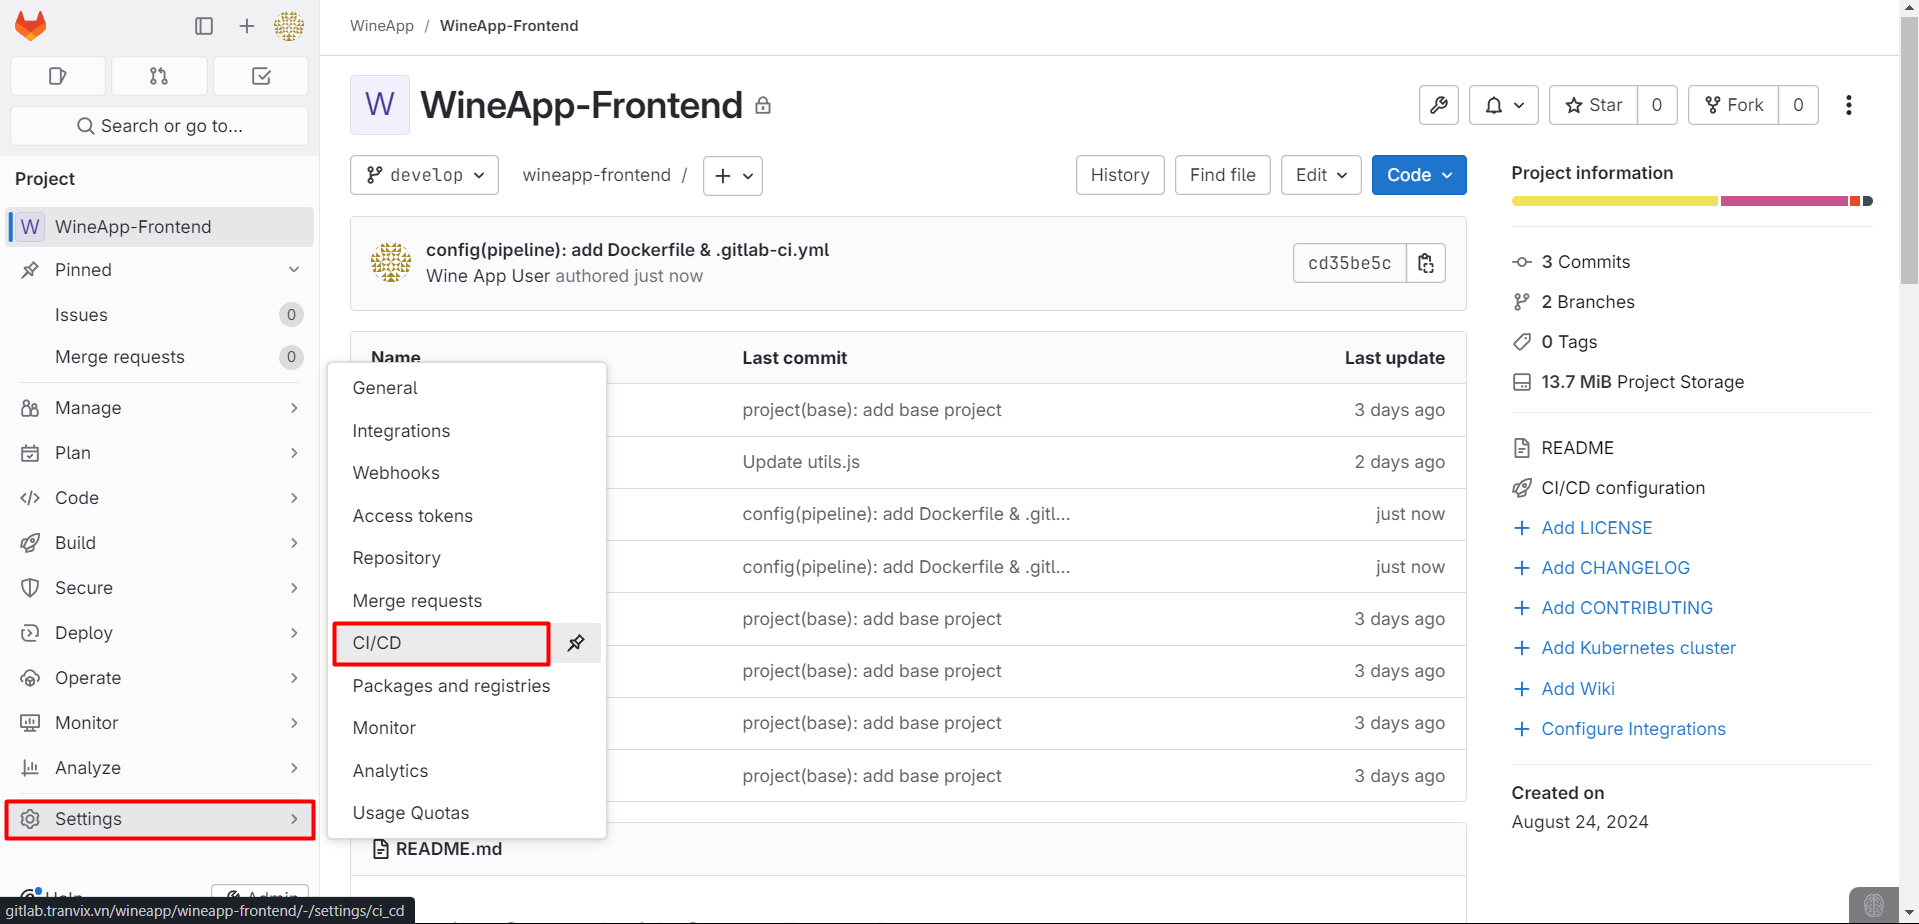 WineApp / WineApp-Frontend
Search or go to...
Project
W WineApp-Frontend
Pinned
Issues 0
Merge requests 0
Manage
Plan
Code
Build
Secure
Deploy
Operate
Monitor
Analyze
Settings
Help
Admin
gitlab.tranvix.vn/wineapp/wineapp-frontend/-/settings/ci_cd
General
Integrations
Webhooks
Access tokens
Repository
Merge requests
CI/CD
Packages and registries
Monitor
Analytics
Usage Quotas
W WineApp-Frontend
Star 0
Fork 0
develop
wineapp-frontend /
History
Find file
Edit
Code
config(pipeline): add Dockerfile & .gitlab-ci.yml
Wine App User authored just now
cd35be5c
Name Last commit Last update
project(base): add base project 3 days ago
Update utils.js 2 days ago
config(pipeline): add Dockerfile & .gitl... just now
config(pipeline): add Dockerfile & .gitl... just now
project(base): add base project 3 days ago
project(base): add base project 3 days ago
project(base): add base project 3 days ago
project(base): add base project 3 days ago
README.md
Project information
3 Commits
2 Branches
0 Tags
13.7 MiB Project Storage
README
CI/CD configuration
Add LICENSE
Add CHANGELOG
Add CONTRIBUTING
Add Kubernetes cluster
Add Wiki
Configure Integrations
Created on
August 24, 2024